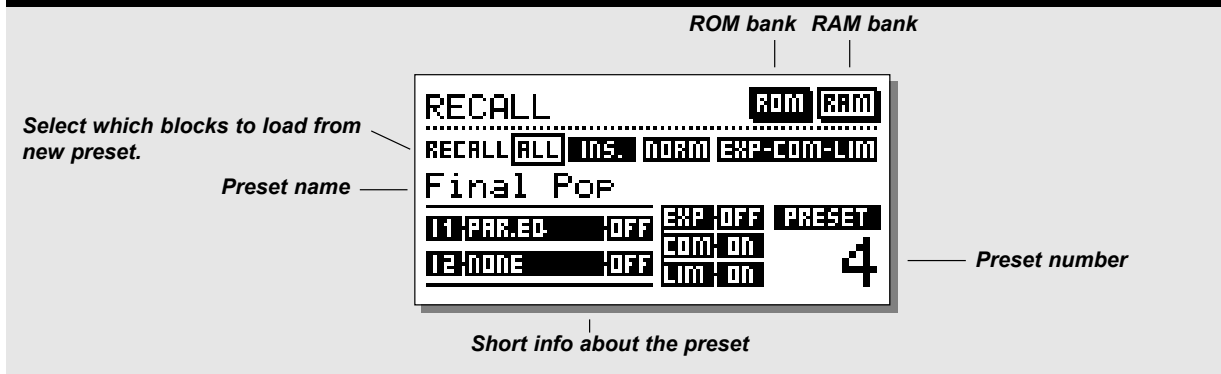 ROM bank RAM bank
RECALL ROM RAM
Select which blocks to load from
new preset.
RECALL ALL INS. NORM EXP-COM-LIM
Preset name
Final Pop
I1 PAR.EQ. OFF EXP OFF PRESET
COM ON
I2 NONE OFF LIM ON
4
Preset number
Short info about the preset